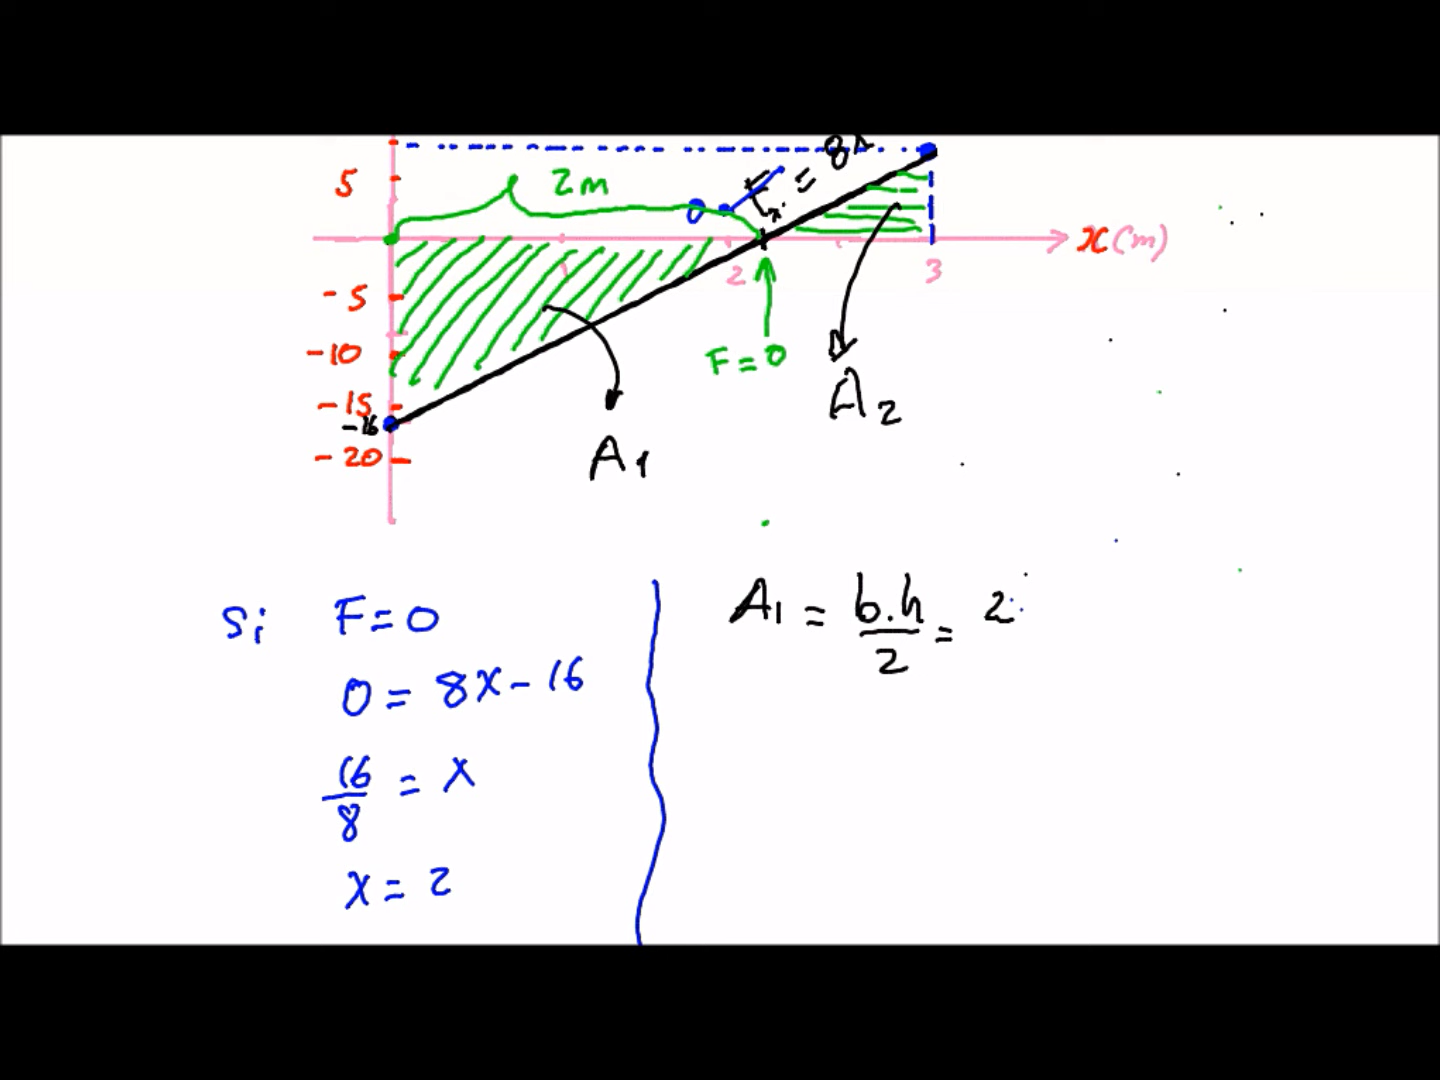 = 8x
5
2m
0
x (m)
2
3
-5
-10
F = 0
-15
-16
-20
A2
A1
Si F = 0
0 = 8x - 16
16/8 = x
x = 2
A1 = b.h/2 = 2